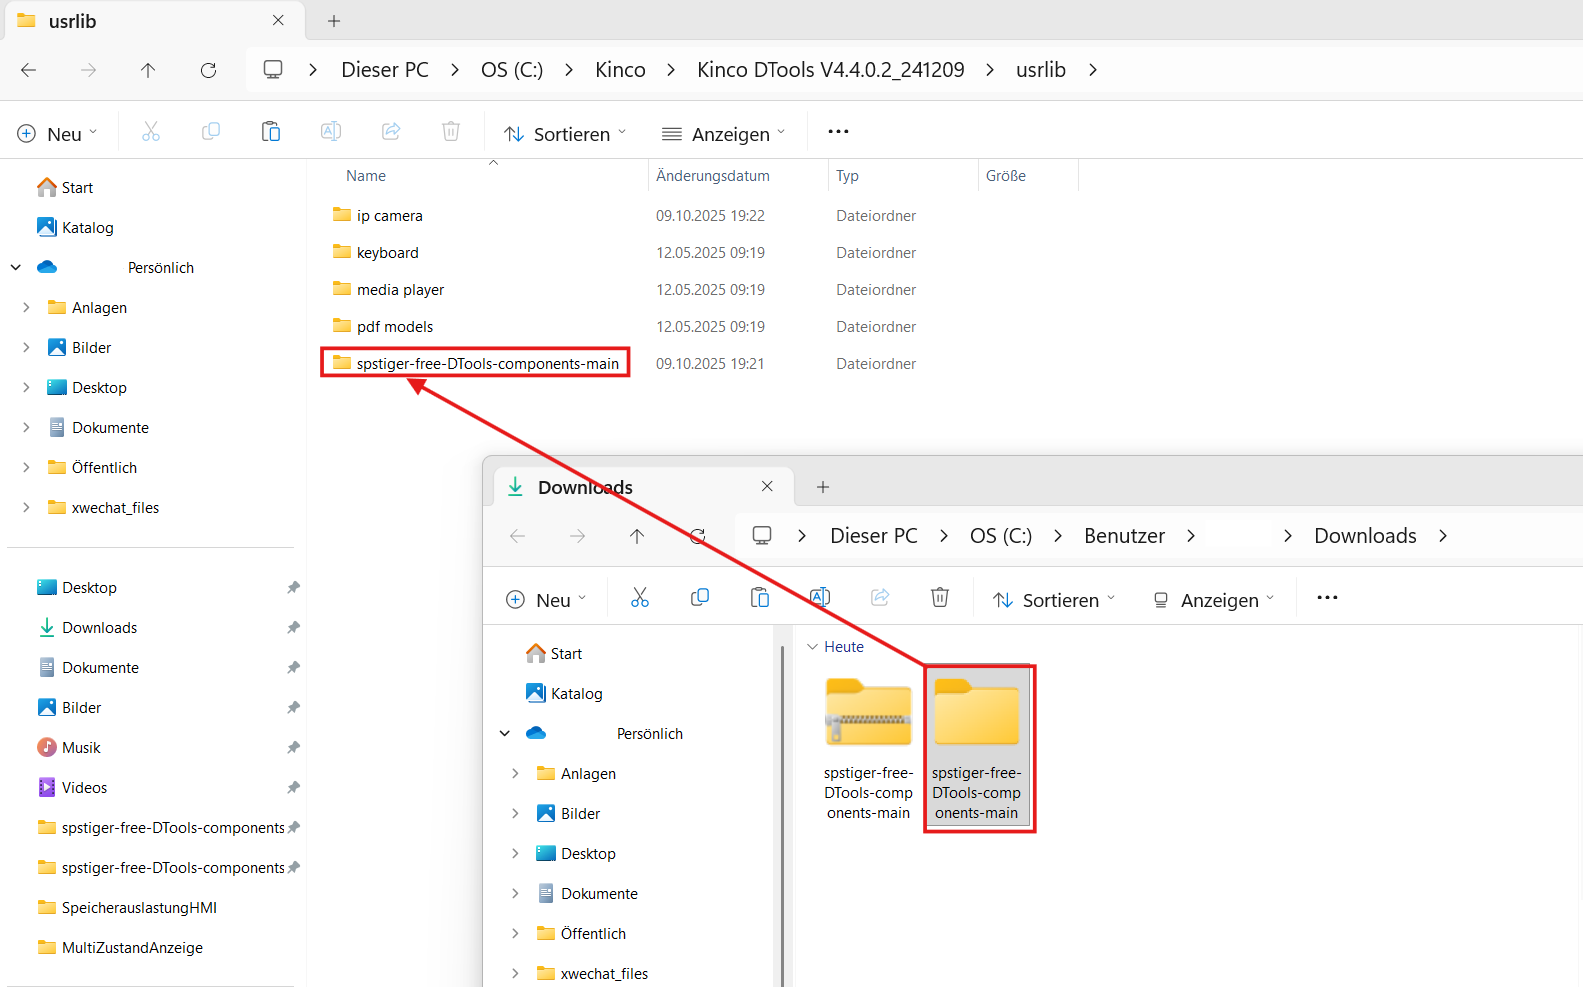 usrlib
Dieser PC
OS (C:)
Kinco
Kinco DTools V4.4.0.2_241209
usrlib
Neu
Sortieren
Anzeigen
Start
Katalog
Persönlich
Anlagen
Bilder
Desktop
Dokumente
Öffentlich
xwechat_files
Desktop
Downloads
Dokumente
Bilder
Musik
Videos
spstiger-free-DTools-components
spstiger-free-DTools-components
SpeicherauslastungHMI
MultiZustandAnzeige
Name Änderungsdatum Typ Größe
ip camera 09.10.2025 19:22 Dateiordner
keyboard 12.05.2025 09:19 Dateiordner
media player 12.05.2025 09:19 Dateiordner
pdf models 12.05.2025 09:19 Dateiordner
spstiger-free-DTools-components-main 09.10.2025 19:21 Dateiordner
Downloads
Dieser PC
OS (C:)
Benutzer
Downloads
Neu
Sortieren
Anzeigen
Start
Katalog
Persönlich
Anlagen
Bilder
Desktop
Dokumente
Öffentlich
xwechat_files
Heute
spstiger-free-
DTools-comp
onents-main
spstiger-free-
DTools-comp
onents-main